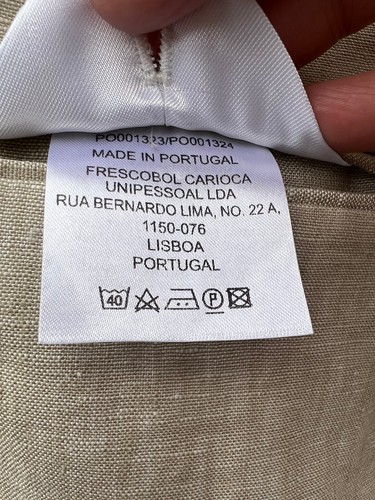 PO001323/PO001324
MADE IN PORTUGAL
FRESCOBOL CARIOCA
UNIPESSOAL LDA
RUA BERNARDO LIMA, NO. 22 A,
1150-076
LISBOA
PORTUGAL
40 P